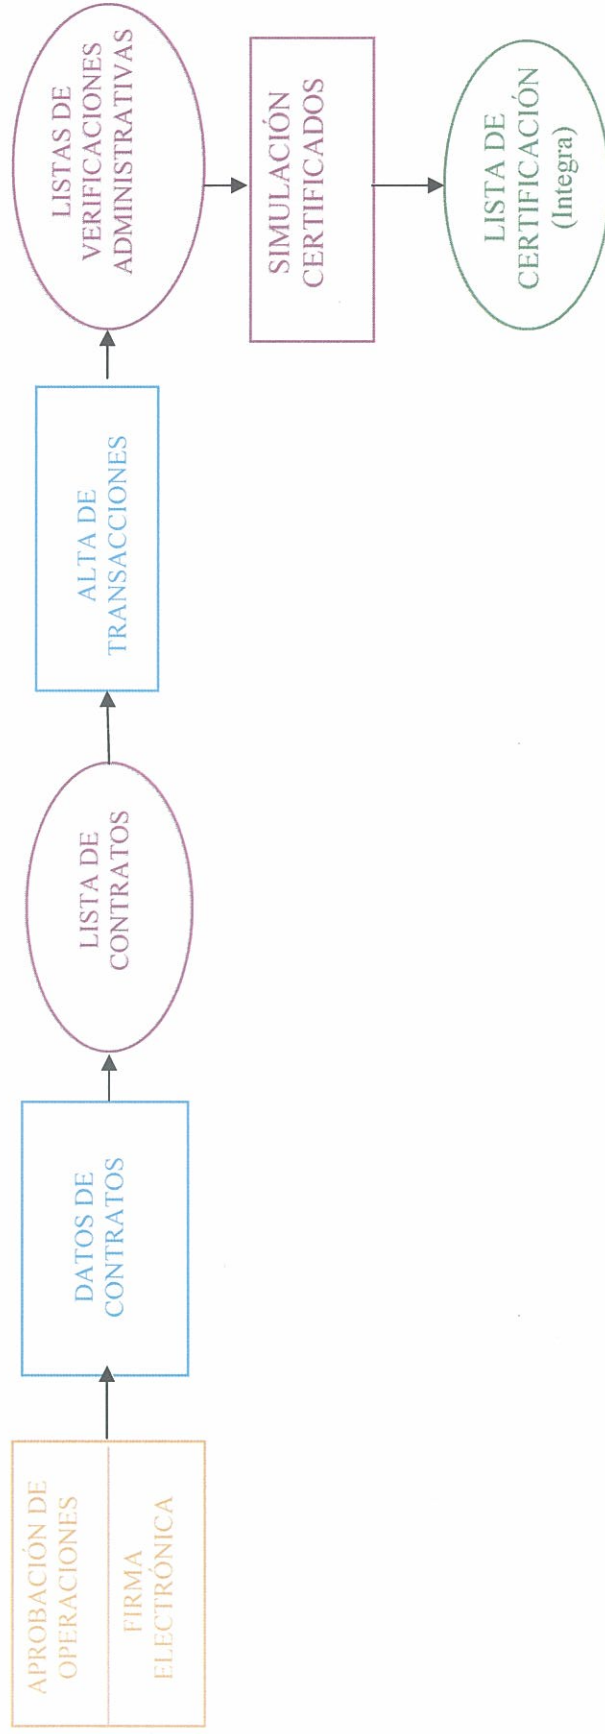 APROBACIÓN DE
OPERACIONES
FIRMA
ELECTRÓNICA
DATOS DE
CONTRATOS
LISTA DE
CONTRATOS
ALTA DE
TRANSACCIONES
LISTAS DE
VERIFICACIONES
ADMINISTRATIVAS
SIMULACIÓN
CERTIFICADOS
LISTA DE
CERTIFICACIÓN
(Integra)